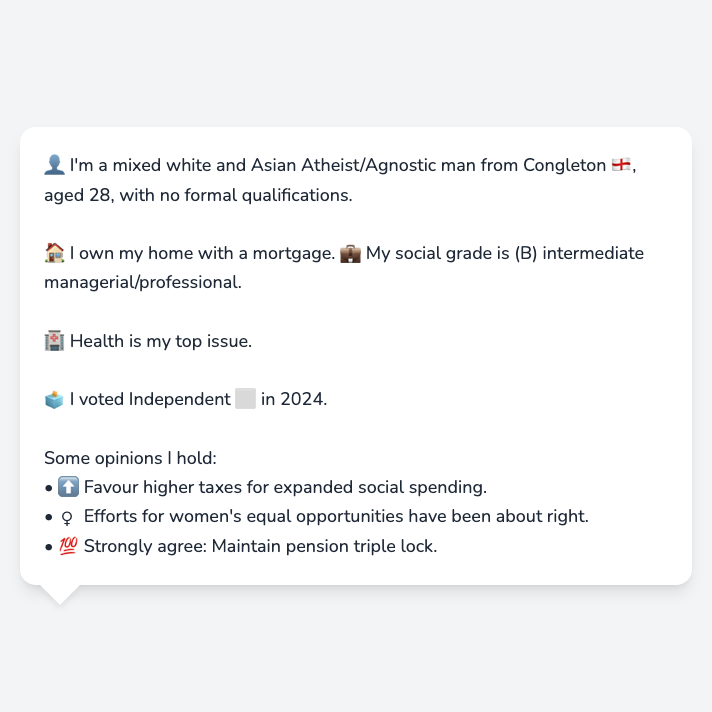 👤 I'm a mixed white and Asian Atheist/Agnostic man from Congleton 🏴󠁧󠁢󠁥󠁮󠁧󠁿,
aged 28, with no formal qualifications.
🏠 I own my home with a mortgage. 💼 My social grade is (B) intermediate
managerial/professional.
🏥 Health is my top issue.
🗳️ I voted Independent ⬜ in 2024.
Some opinions I hold:
• ⬆️ Favour higher taxes for expanded social spending.
• ♀ Efforts for women's equal opportunities have been about right.
• 💯 Strongly agree: Maintain pension triple lock.